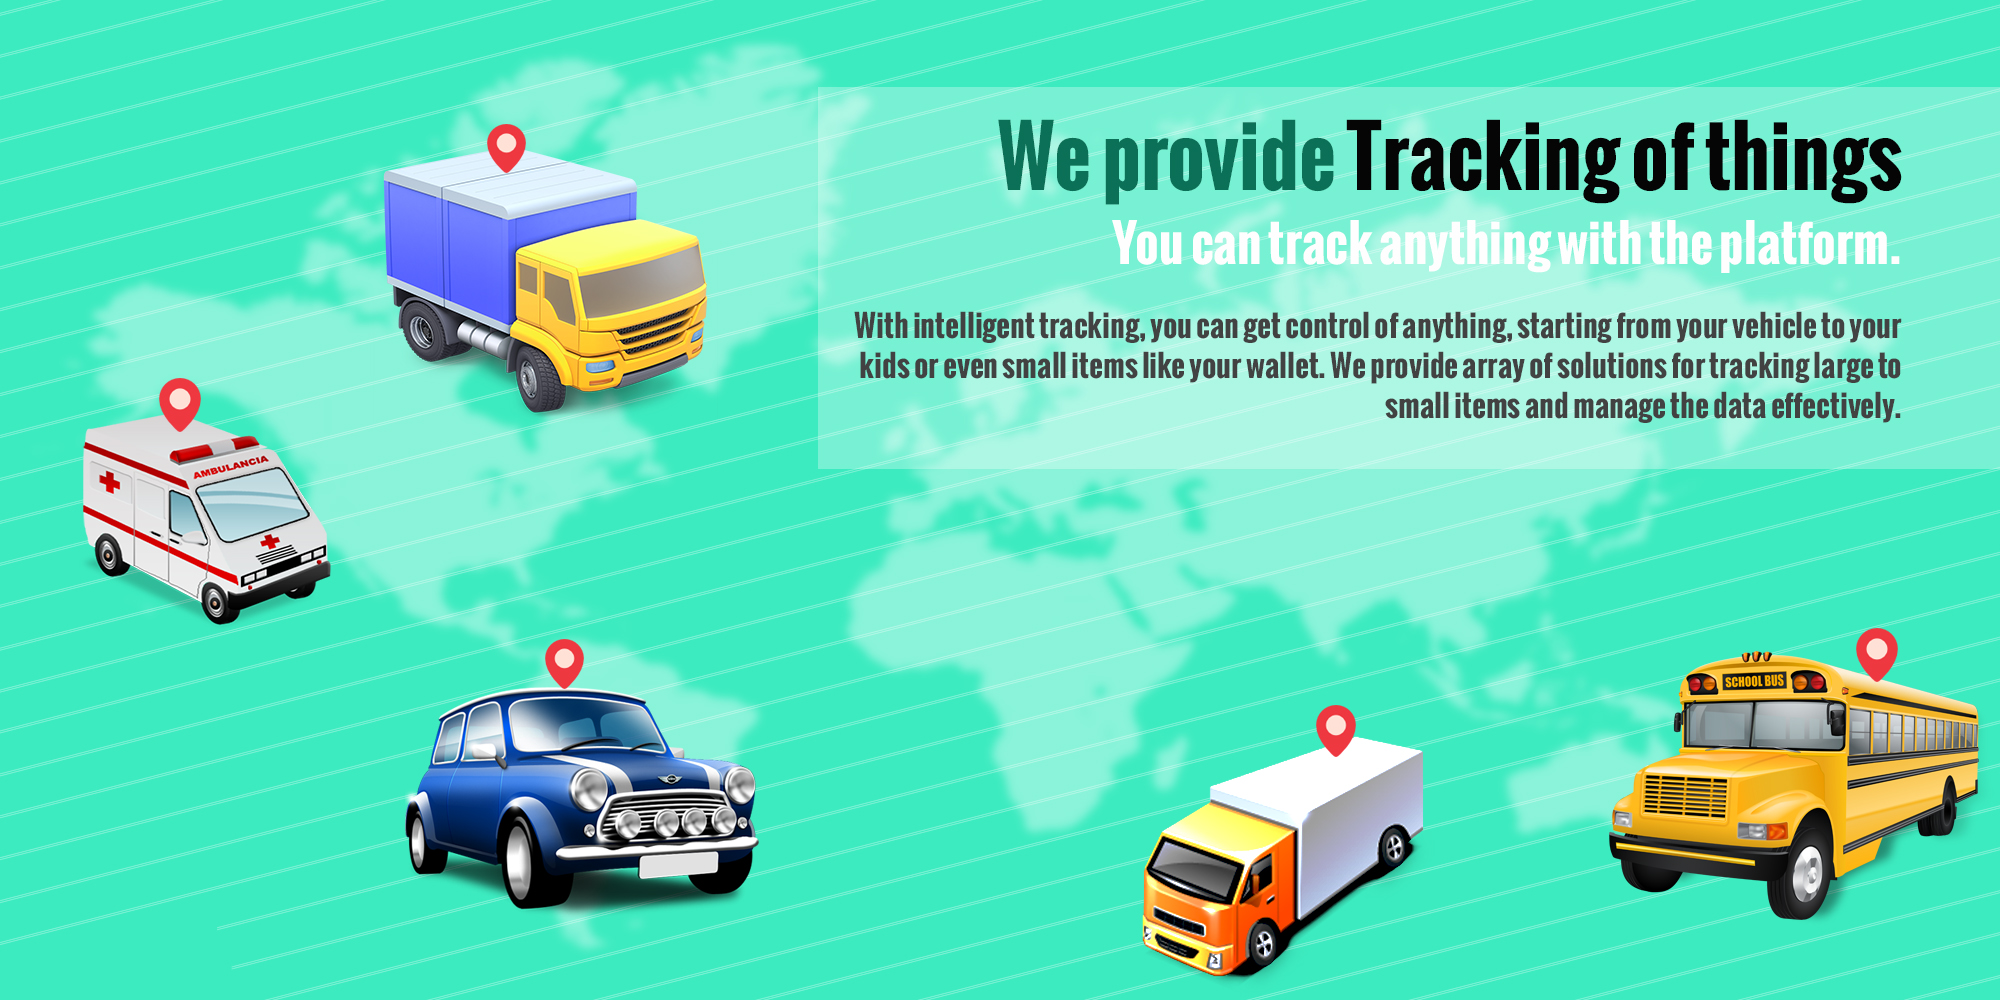 We provide Tracking of things
You can track anything with the platform.
With intelligent tracking, you can get control of anything, starting from your vehicle to your
kids or even small items like your wallet. We provide array of solutions for tracking large to
small items and manage the data effectively.
AMBULANCIA
SCHOOL BUS